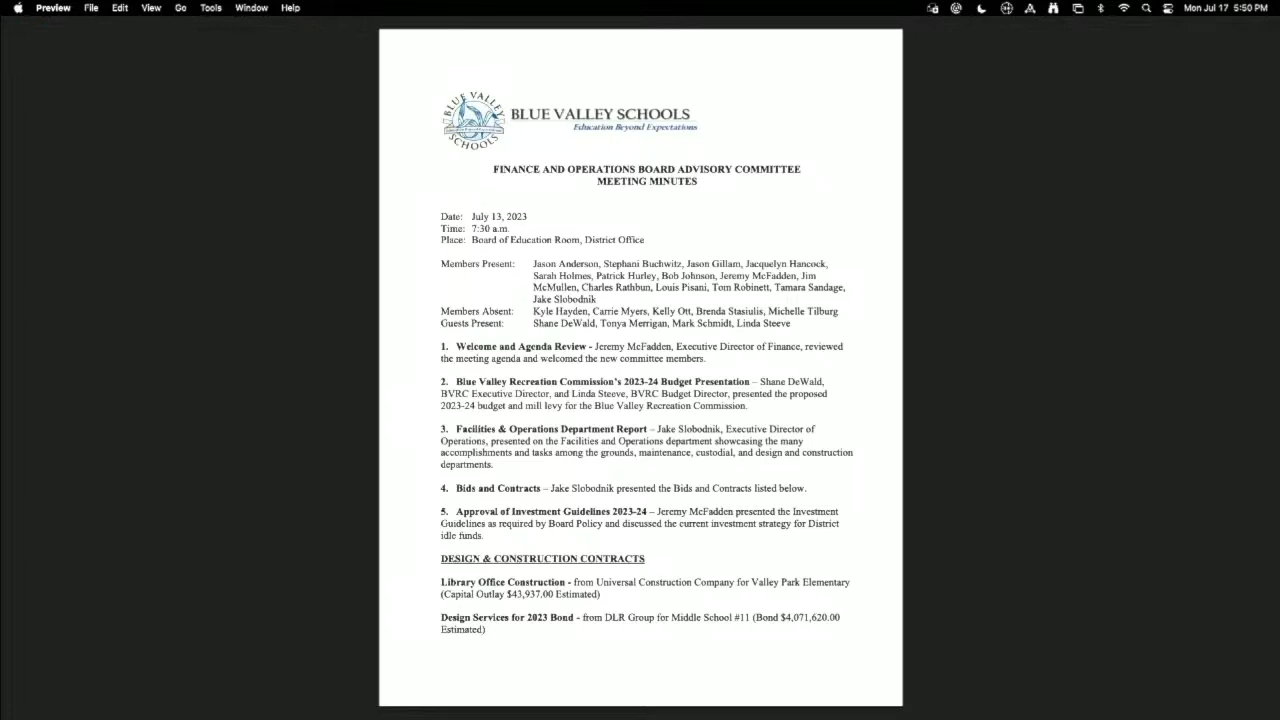 Preview File Edit View Go Tools Window Help Mon Jul 17 5:50 PM
BLUE VALLEY
SCHOOLS
BLUE VALLEY SCHOOLS
Education Beyond Expectations
FINANCE AND OPERATIONS BOARD ADVISORY COMMITTEE
MEETING MINUTES
Date: July 13, 2023
Time: 7:30 a.m.
Place: Board of Education Room, District Office
Members Present: Jason Anderson, Stephani Buchwitz, Jason Gillam, Jacquelyn Hancock,
Sarah Holmes, Patrick Hurley, Bob Johnson, Jeremy McFadden, Jim
McMullen, Charles Rathbun, Louis Pisani, Tom Robinett, Tamara Sandage,
Jake Slobodnik
Members Absent: Kyle Hayden, Carrie Myers, Kelly Ott, Brenda Stasiulis, Michelle Tilburg
Guests Present: Shane DeWald, Tonya Merrigan, Mark Schmidt, Linda Steeve
1. Welcome and Agenda Review - Jeremy McFadden, Executive Director of Finance, reviewed
the meeting agenda and welcomed the new committee members.
2. Blue Valley Recreation Commission's 2023-24 Budget Presentation – Shane DeWald,
BVRC Executive Director, and Linda Steeve, BVRC Budget Director, presented the proposed
2023-24 budget and mill levy for the Blue Valley Recreation Commission.
3. Facilities & Operations Department Report – Jake Slobodnik, Executive Director of
Operations, presented on the Facilities and Operations department showcasing the many
accomplishments and tasks among the grounds, maintenance, custodial, and design and construction
departments.
4. Bids and Contracts – Jake Slobodnik presented the Bids and Contracts listed below.
5. Approval of Investment Guidelines 2023-24 – Jeremy McFadden presented the Investment
Guidelines as required by Board Policy and discussed the current investment strategy for District
idle funds.
DESIGN & CONSTRUCTION CONTRACTS
Library Office Construction - from Universal Construction Company for Valley Park Elementary
(Capital Outlay $43,937.00 Estimated)
Design Services for 2023 Bond - from DLR Group for Middle School #11 (Bond $4,071,620.00
Estimated)